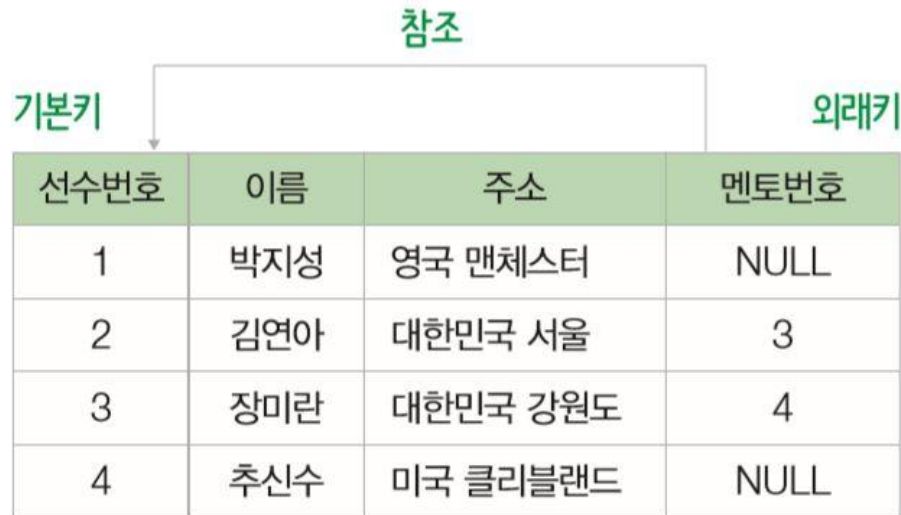 참조
기본키 외래키
선수번호 이름 주소 멘토번호
1 박지성 영국 맨체스터 NULL
2 김연아 대한민국 서울 3
3 장미란 대한민국 강원도 4
4 추신수 미국 클리블랜드 NULL